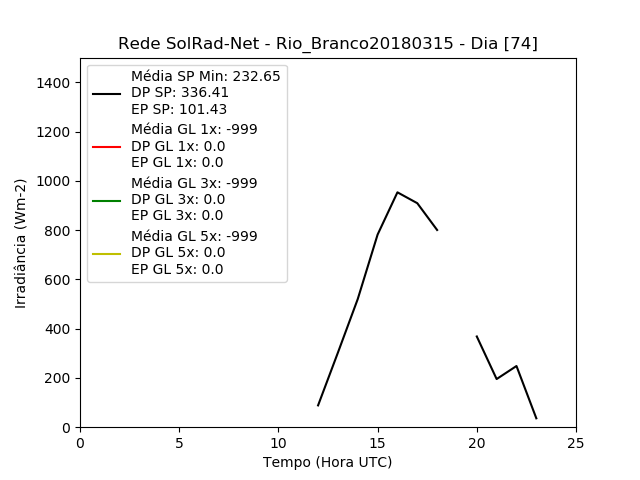 Rede SolRad-Net - Rio_Branco20180315 - Dia [74]
Média SP Min: 232.65
DP SP: 336.41
EP SP: 101.43
Média GL 1x: -999
DP GL 1x: 0.0
EP GL 1x: 0.0
Média GL 3x: -999
DP GL 3x: 0.0
EP GL 3x: 0.0
Média GL 5x: -999
DP GL 5x: 0.0
EP GL 5x: 0.0
Irradiância (Wm-2)
1400
1200
1000
800
600
400
200
0
0 5 10 15 20 25
Tempo (Hora UTC)